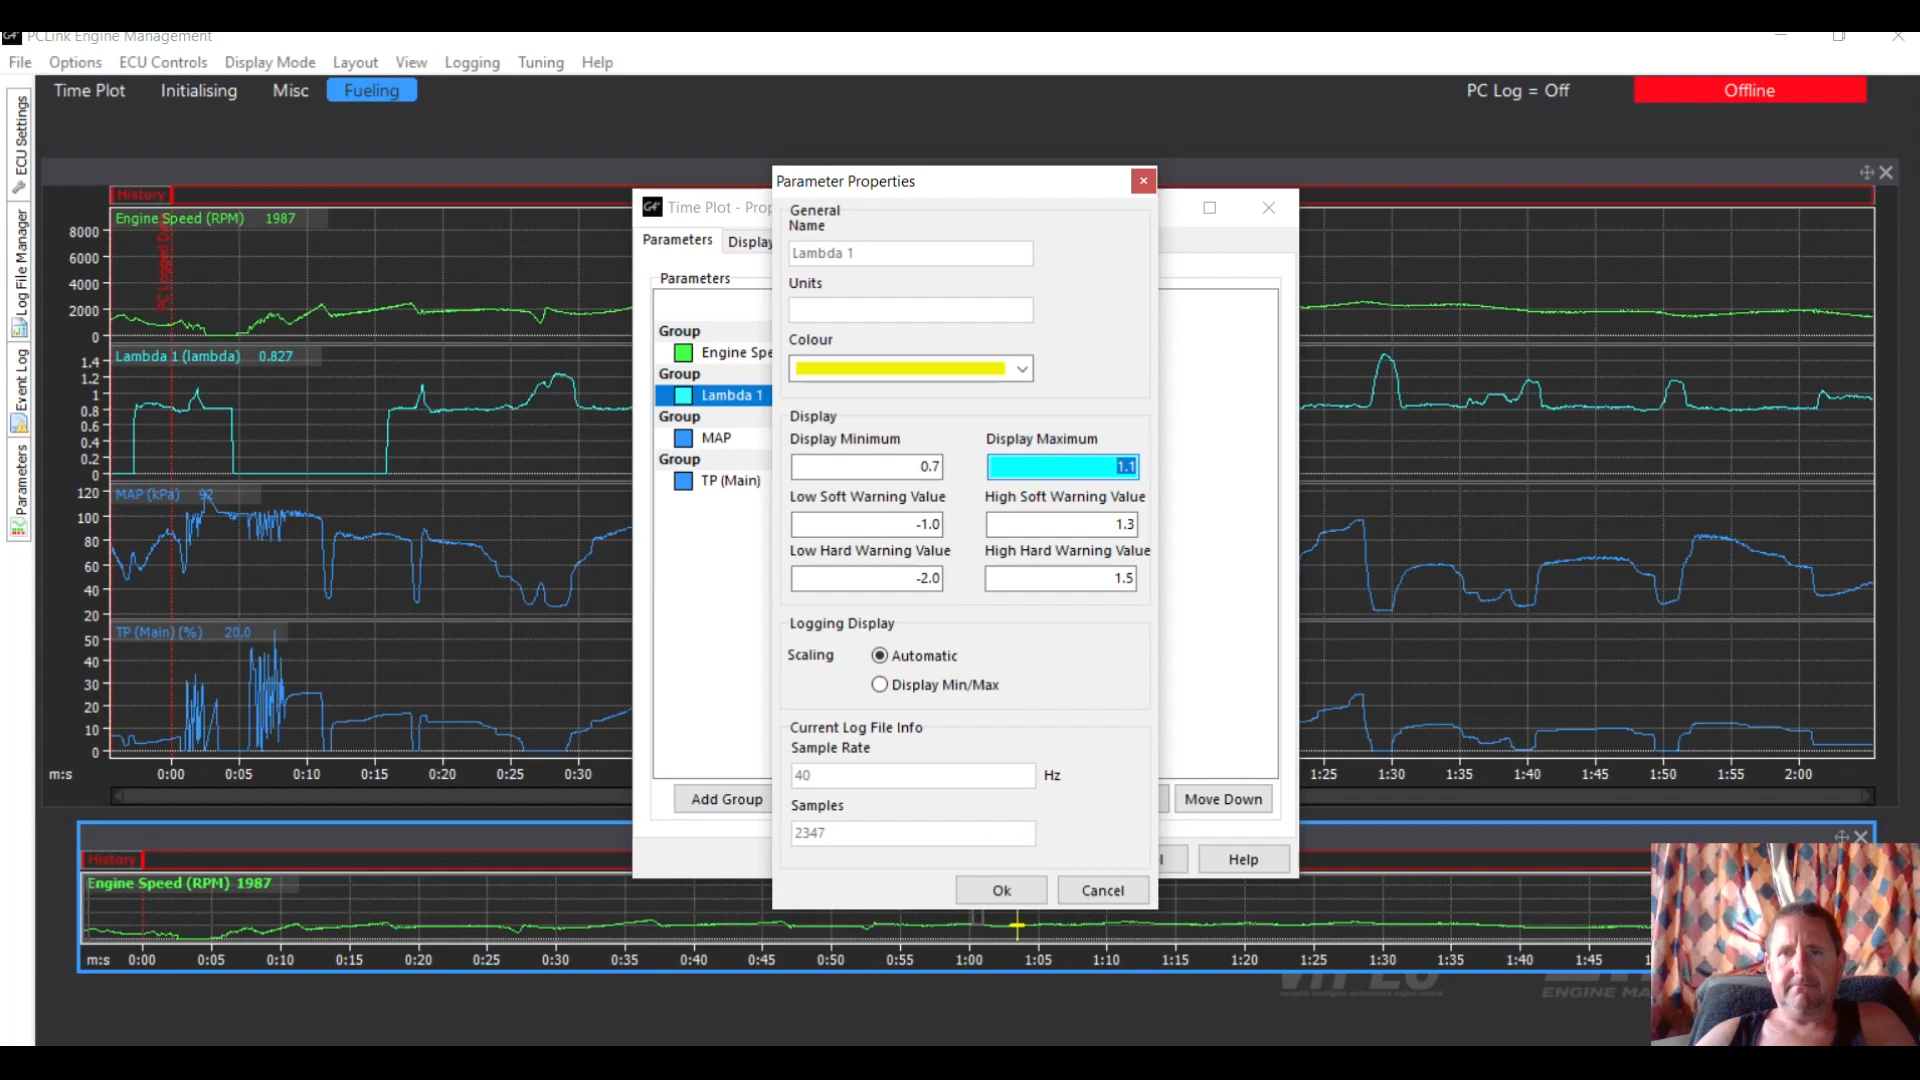 PCLink Engine Management
File Options ECU Controls Display Mode Layout View Logging Tuning Help
Time Plot Initialising Misc Fueling PC Log = Off Offline
ECU Settings
Log File Manager
Event Log
Parameters
History
Engine Speed (RPM) 1987
8000
6000
4000
2000
0
Lambda 1 (lambda) 0.827
1.4
1.2
1
0.8
0.6
0.4
0.2
0
MAP (kPa) 92
120
100
80
60
40
20
TP (Main) (%) 20.0
50
40
30
20
10
0
m:s 0:00 0:05 0:10 0:15 0:20 0:25 0:30 1:25 1:30 1:35 1:40 1:45 1:50 1:55 2:00
G4+ Time Plot - Prop
Parameters Display
Parameters
Group
Engine Spe
Group
Lambda 1
Group
MAP
Group
TP (Main)
Add Group Move Down
Help
Parameter Properties
General
Name
Lambda 1
Units
Colour
Display
Display Minimum Display Maximum
0.7 1.1
Low Soft Warning Value High Soft Warning Value
-1.0 1.3
Low Hard Warning Value High Hard Warning Value
-2.0 1.5
Logging Display
Scaling Automatic
Display Min/Max
Current Log File Info
Sample Rate
40 Hz
Samples
2347
Ok Cancel
History
Engine Speed (RPM) 1987
m:s 0:00 0:05 0:10 0:15 0:20 0:25 0:30 0:35 0:40 0:45 0:50 0:55 1:00 1:05 1:10 1:15 1:20 1:25 1:30 1:35 1:40 1:45
ENGINE MA